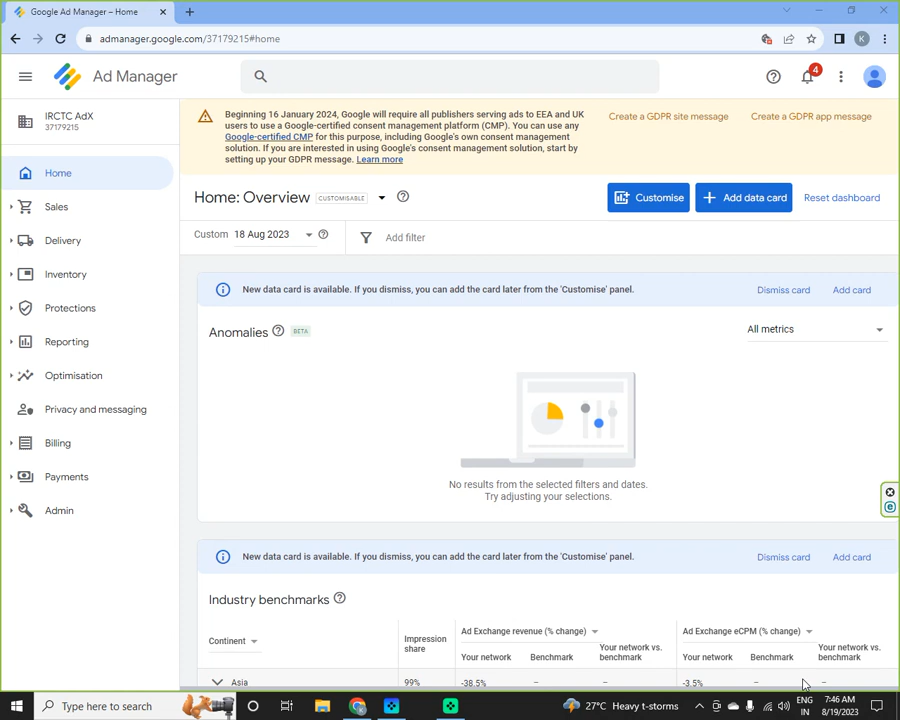 Google Ad Manager – Home
admanager.google.com/37179215#home
K
Ad Manager
4
IRCTC AdX
37179215
Beginning 16 January 2024, Google will require all publishers serving ads to EEA and UK
users to use a Google-certified consent management platform (CMP). You can use any
Google-certified CMP for this purpose, including Google's own consent management
solution. If you are interested in using Google's consent management solution, start by
setting up your GDPR message. Learn more
Create a GDPR site message
Create a GDPR app message
Home
Sales
Delivery
Inventory
Protections
Reporting
Optimisation
Privacy and messaging
Billing
Payments
Admin
Home: Overview CUSTOMISABLE
Customise
Add data card
Reset dashboard
Custom 18 Aug 2023
Add filter
New data card is available. If you dismiss, you can add the card later from the 'Customise' panel.
Dismiss card
Add card
Anomalies BETA
All metrics
No results from the selected filters and dates.
Try adjusting your selections.
New data card is available. If you dismiss, you can add the card later from the 'Customise' panel.
Dismiss card
Add card
Industry benchmarks
Continent
Impression
share
Ad Exchange revenue (% change)
Your network
Benchmark
Your network vs.
benchmark
Ad Exchange eCPM (% change)
Your network
Benchmark
Your network vs.
benchmark
Asia 99% -38.5% – – -3.5% – –
Type here to search
27°C Heavy t-storms
ENG
IN
7:46 AM
8/19/2023